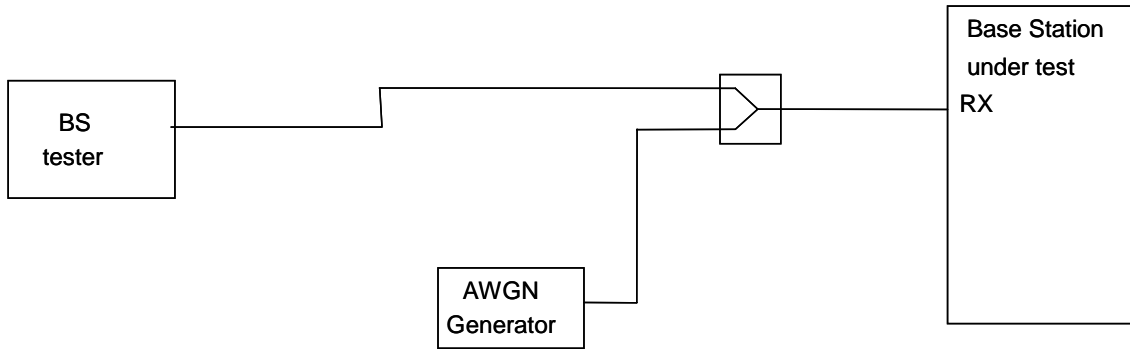 Base Station
under test
RX
BS
tester
AWGN
Generator